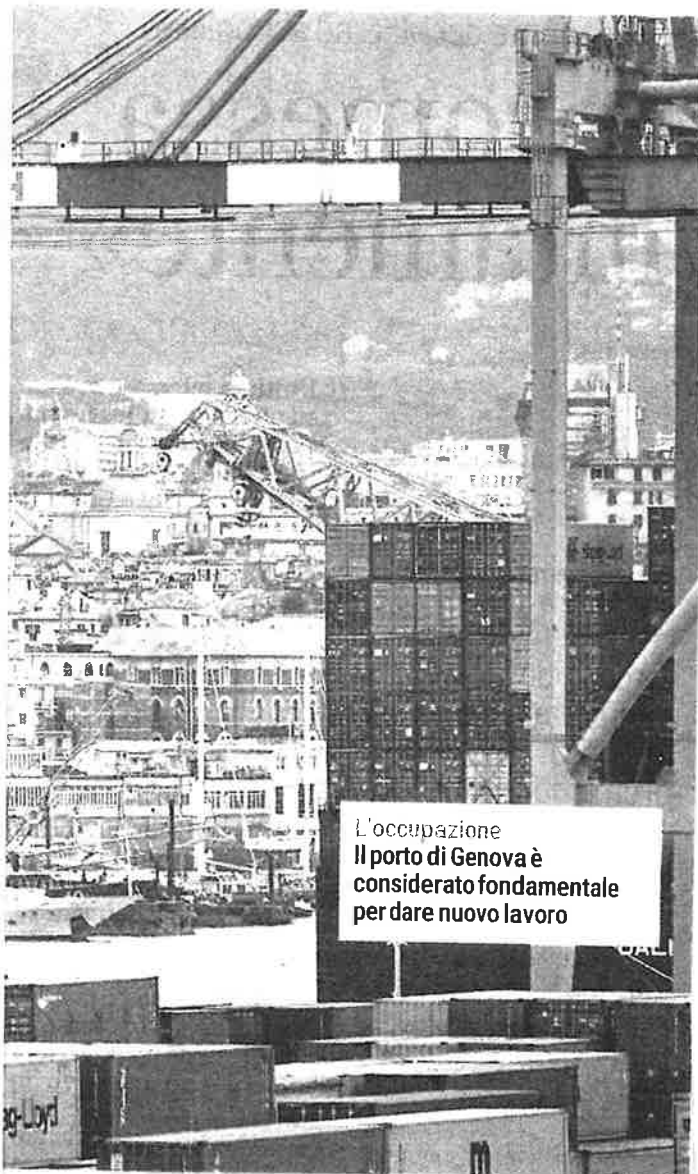 L'occupazione
Il porto di Genova è
considerato fondamentale
per dare nuovo lavoro